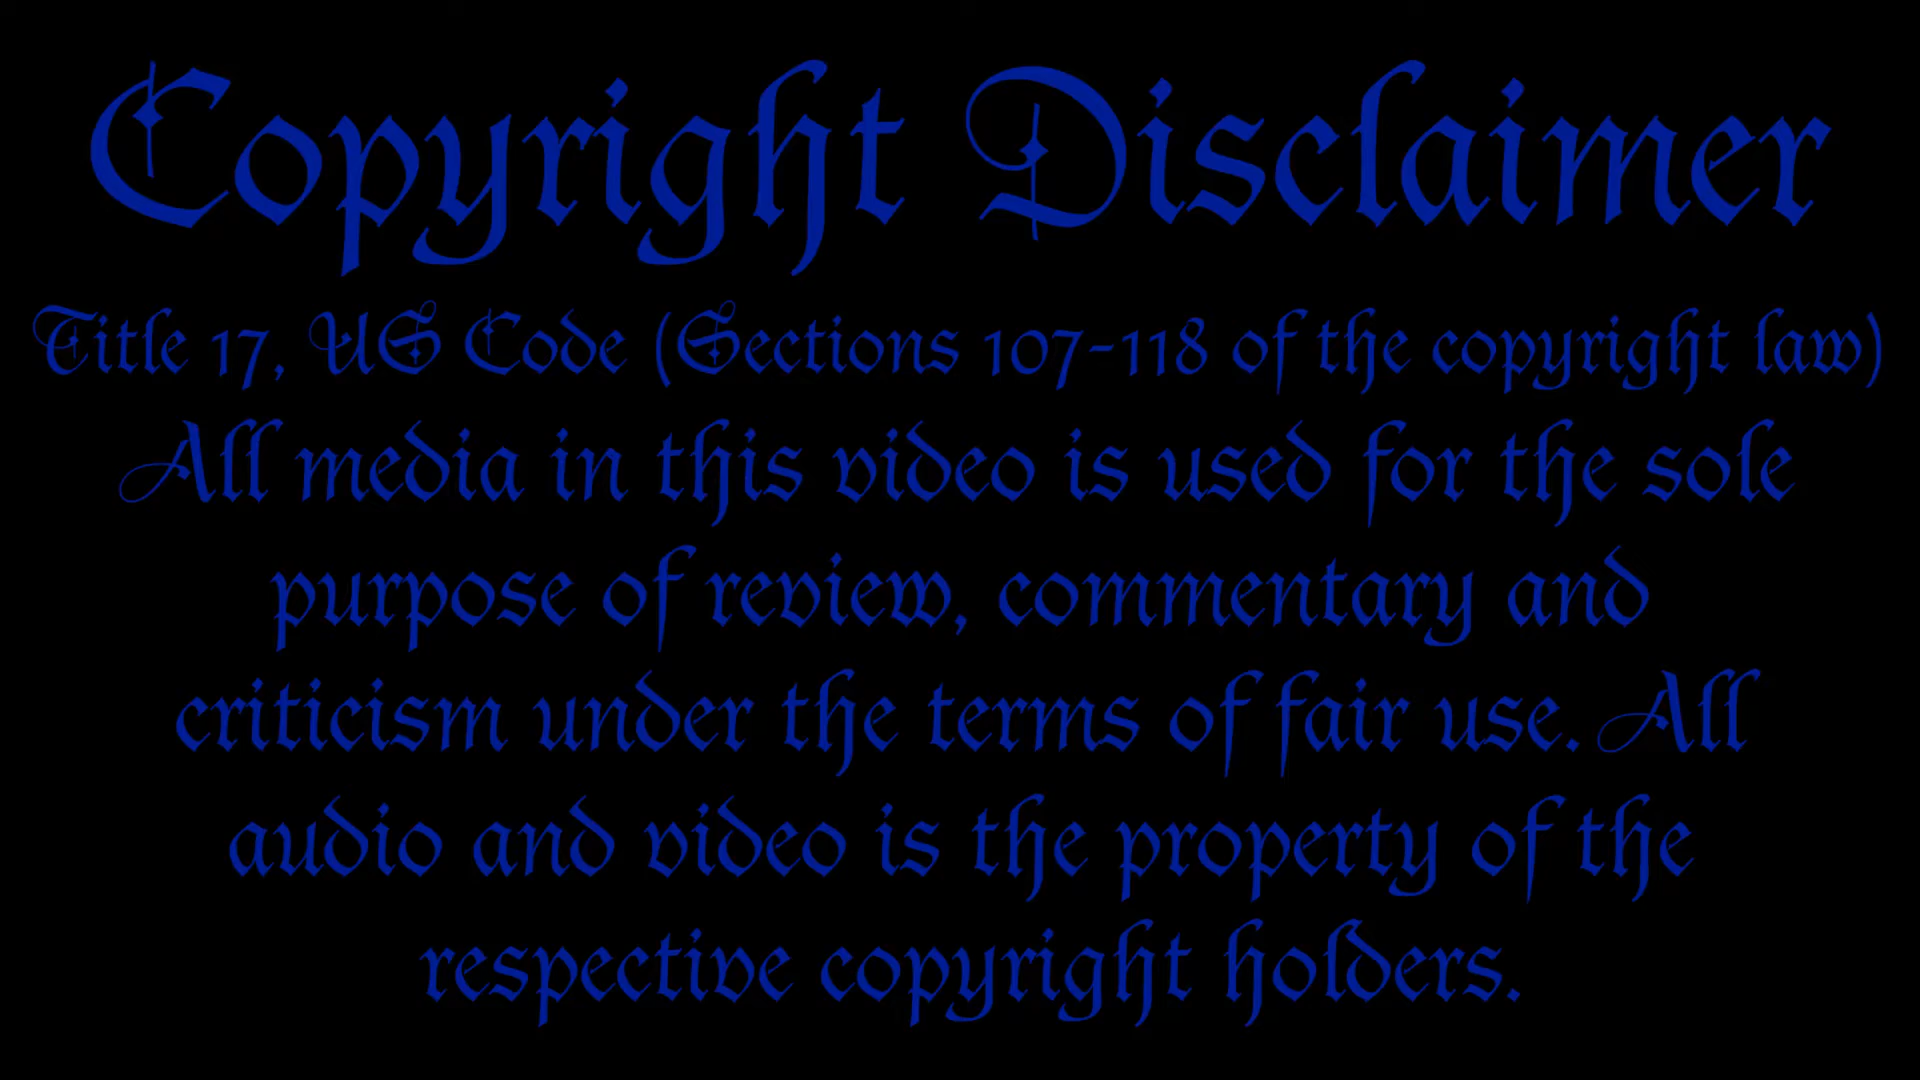 Copyright Disclaimer
Title 17, US Code (Sections 107-118 of the copyright law)
All media in this video is used for the sole
purpose of review, commentary and
criticism under the terms of fair use. All
audio and video is the property of the
respective copyright holders.